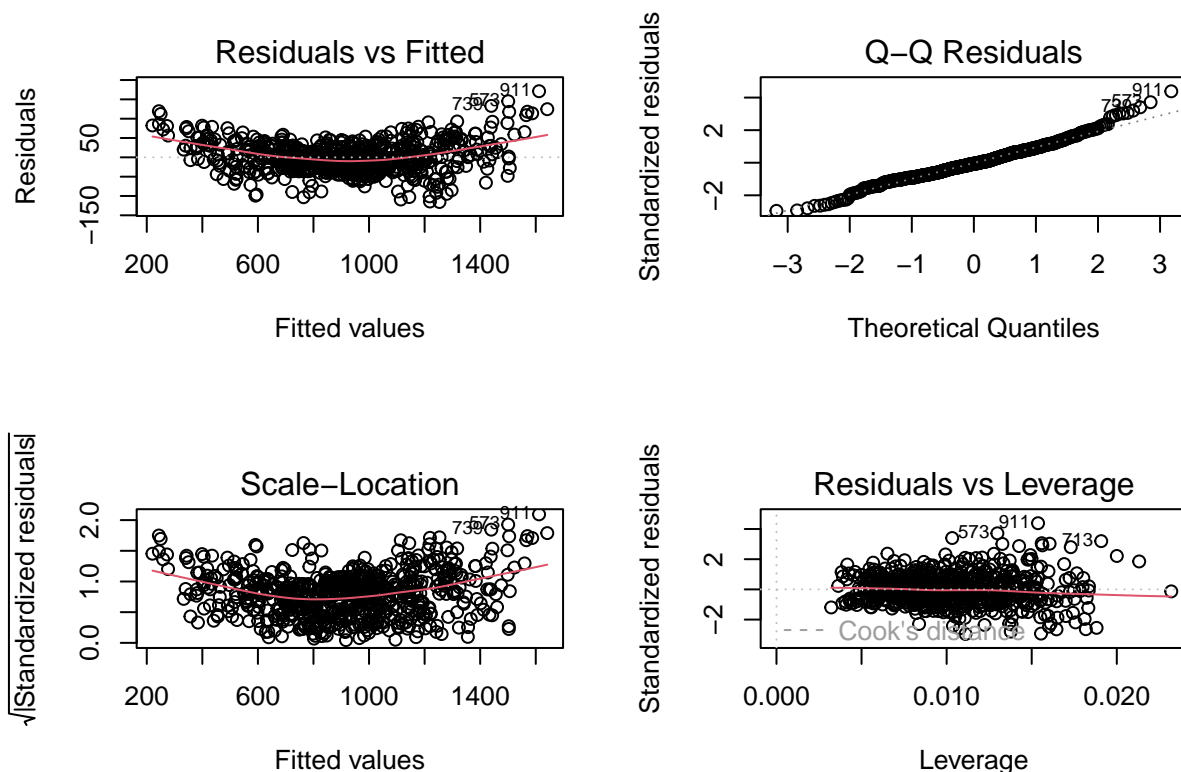 Residuals vs Fitted
Residuals
50
−150
911
573
739
200 600 1000 1400
Fitted values
Q−Q Residuals
Standardized residuals
2
−2
911
573
−3 −2 −1 0 1 2 3
Theoretical Quantiles
Scale−Location
√|Standardized residuals|
2.0
1.0
0.0
911
573
739
200 600 1000 1400
Fitted values
Residuals vs Leverage
Standardized residuals
2
−2
911
573
713
Cook's distance
0.000 0.010 0.020
Leverage